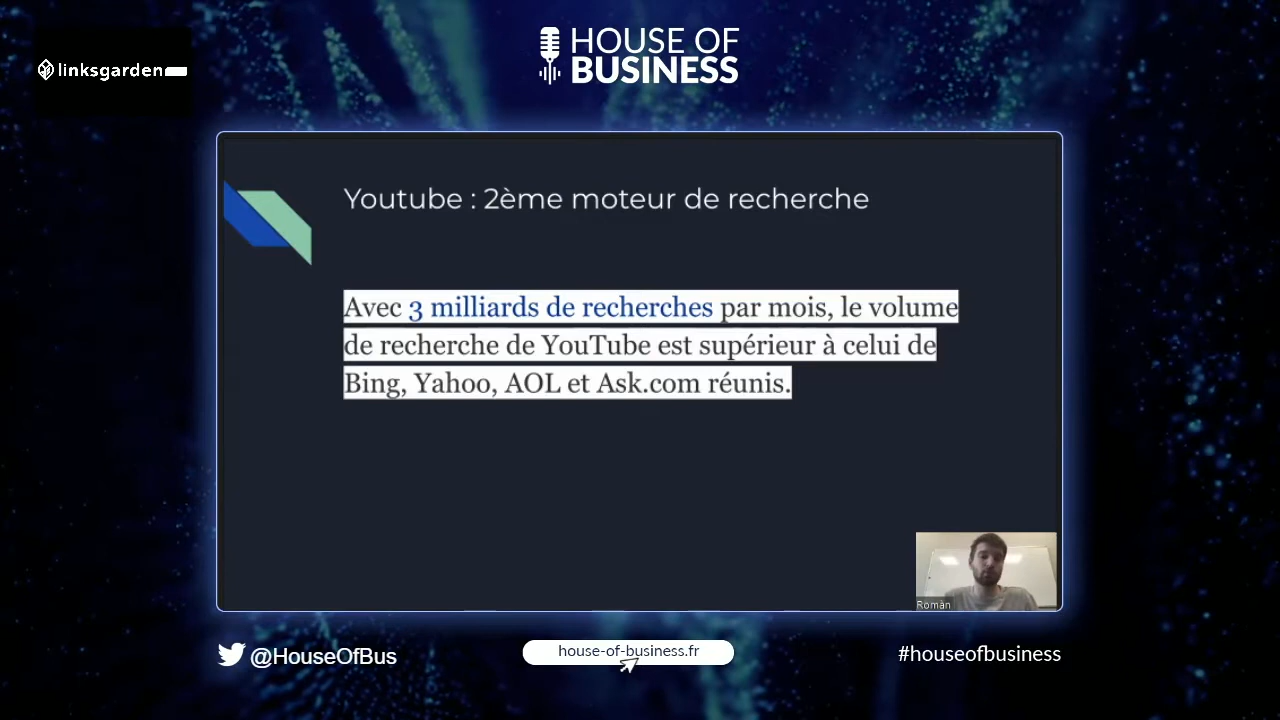 linksgarden
HOUSE OF
BUSINESS
Youtube : 2ème moteur de recherche
Avec 3 milliards de recherches par mois, le volume
de recherche de YouTube est supérieur à celui de
Bing, Yahoo, AOL et Ask.com réunis.
Romàn
@HouseOfBus
house-of-business.fr
#houseofbusiness